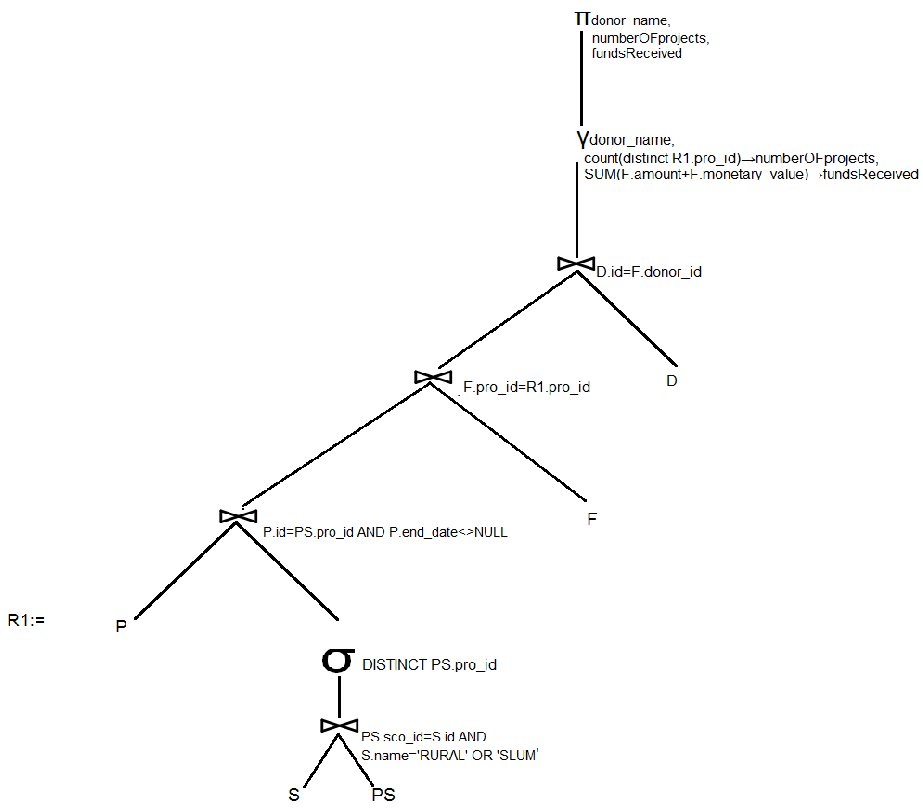 πdonor_name,
numberOFprojects,
fundsReceived
γdonor_name,
count(distinct R1.pro_id)→numberOFprojects,
SUM(F.amount+F.monetary_value)→fundsReceived
D.id=F.donor_id
F.pro_id=R1.pro_id
D
P.id=PS.pro_id AND P.end_date<>NULL
F
R1:=
P
σ DISTINCT PS.pro_id
PS.sco_id=S.id AND
S.name='RURAL' OR 'SLUM'
S
PS